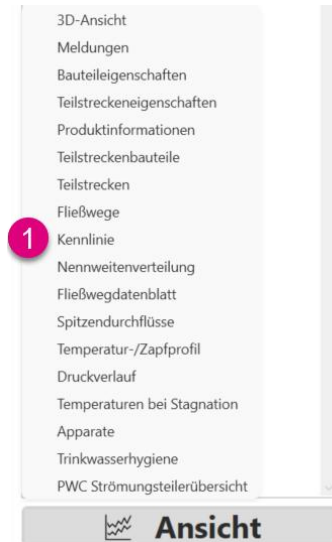 3D-Ansicht
Meldungen
Bauteileigenschaften
Teilstreckeneigenschaften
Produktinformationen
Teilstreckenbauteile
Teilstrecken
Fließwege
1 Kennlinie
Nennweitenverteilung
Fließwegdatenblatt
Spitzendurchflüsse
Temperatur-/Zapfprofil
Druckverlauf
Temperaturen bei Stagnation
Apparate
Trinkwasserhygiene
PWC Strömungsteilerübersicht
Ansicht